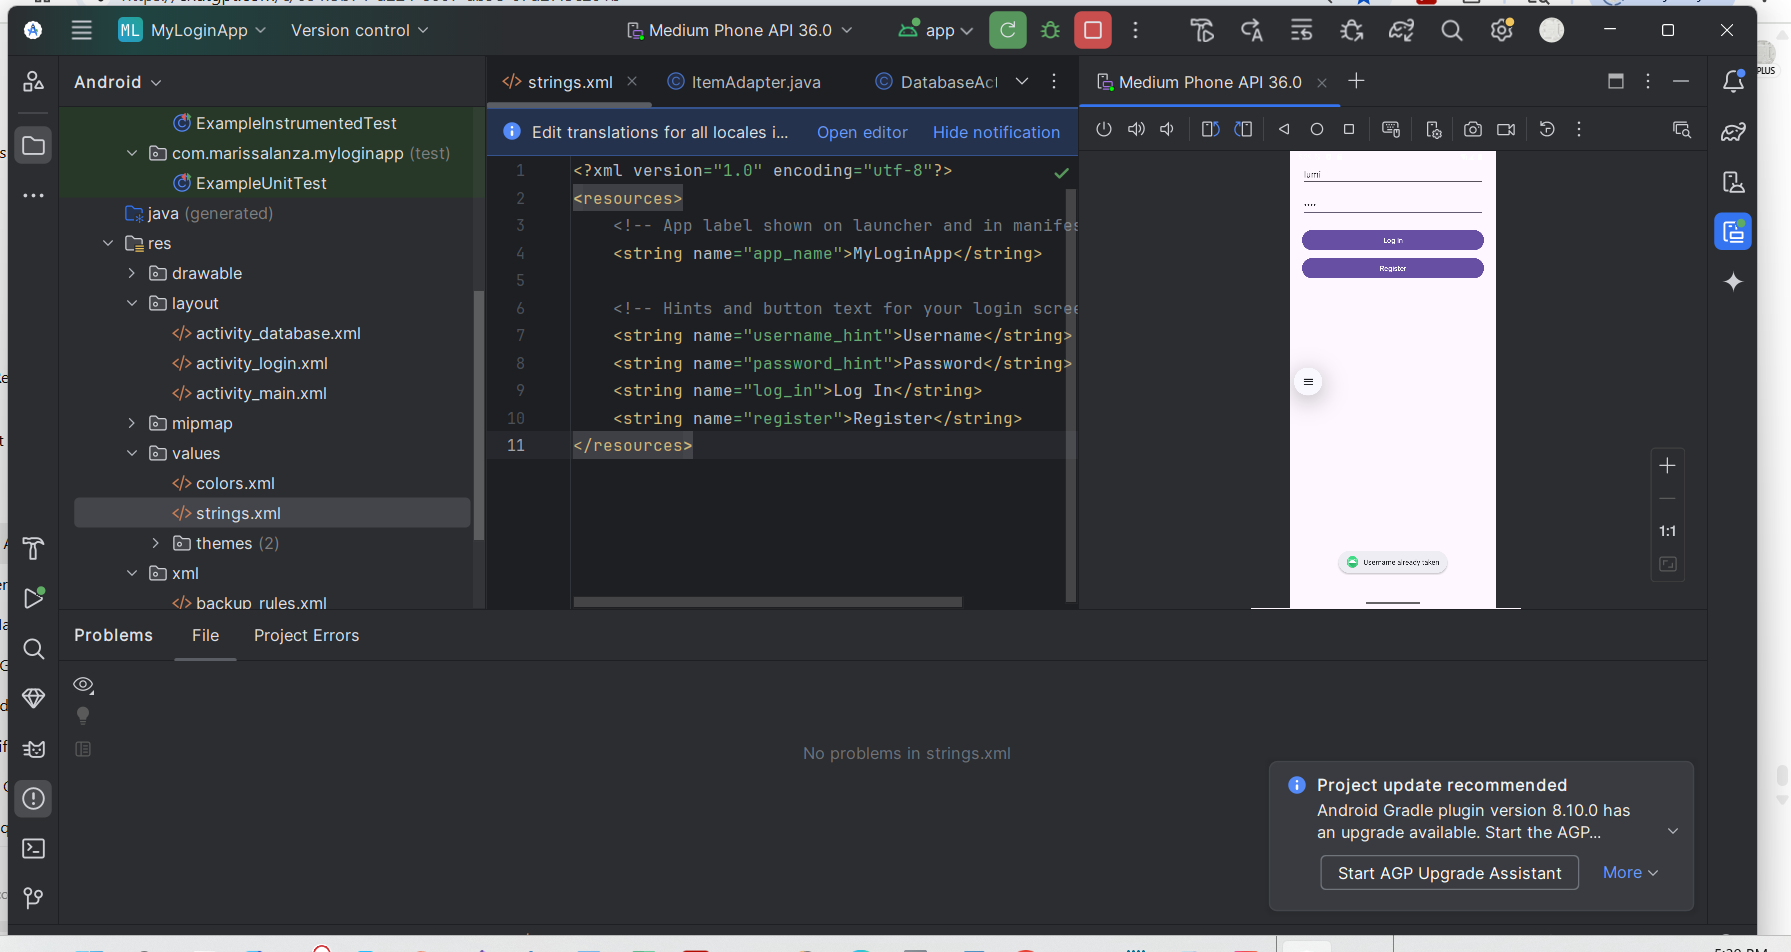 ML MyLoginApp Version control Medium Phone API 36.0 app
Android
strings.xml ItemAdapter.java DatabaseAct
Medium Phone API 36.0
PLUS
ExampleInstrumentedTest
com.marissalanza.myloginapp (test)
ExampleUnitTest
java (generated)
res
drawable
layout
activity_database.xml
activity_login.xml
activity_main.xml
mipmap
values
colors.xml
strings.xml
themes (2)
xml
backup_rules.xml
Edit translations for all locales i... Open editor Hide notification
1 <?xml version="1.0" encoding="utf-8"?>
2 <resources>
3 <!-- App label shown on launcher and in manifes
4 <string name="app_name">MyLoginApp</string>
5
6 <!-- Hints and button text for your login scree
7 <string name="username_hint">Username</string>
8 <string name="password_hint">Password</string>
9 <string name="log_in">Log In</string>
10 <string name="register">Register</string>
11 </resources>
lumi
....
Log In
Register
Username already taken
1:1
Problems File Project Errors
No problems in strings.xml
Project update recommended
Android Gradle plugin version 8.10.0 has
an upgrade available. Start the AGP...
Start AGP Upgrade Assistant More